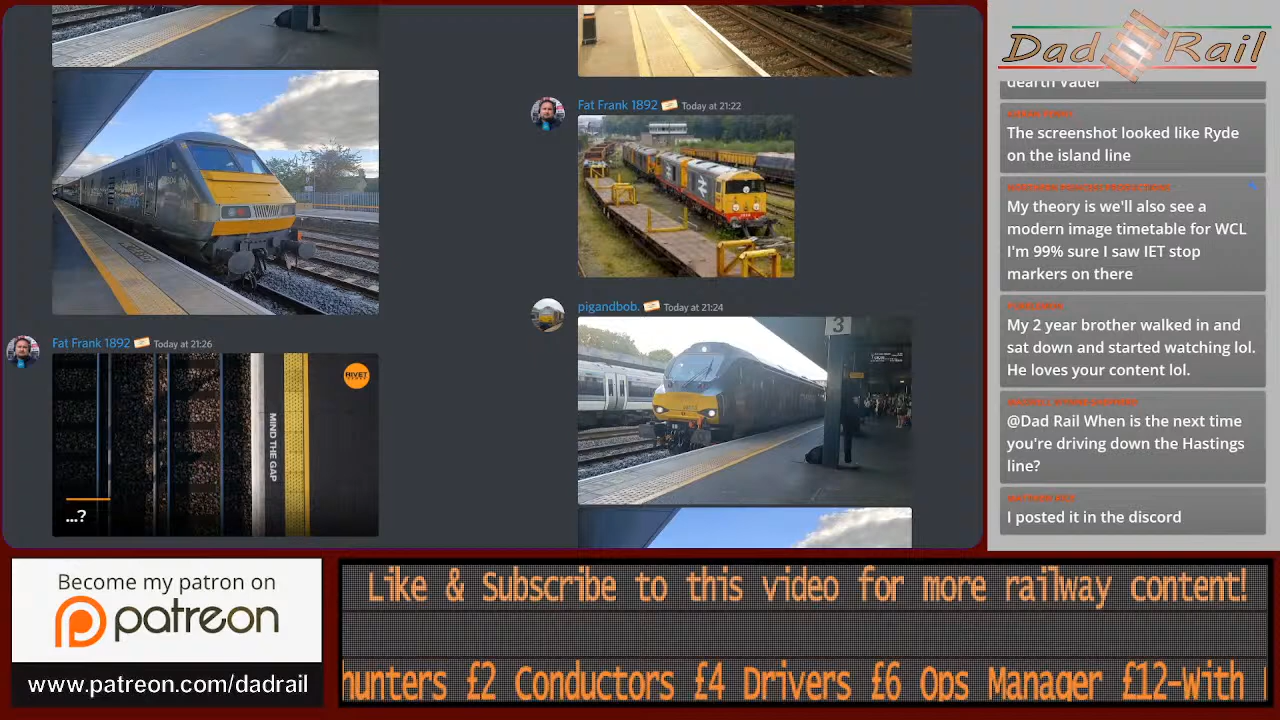 Dad Rail
dearth Vader
The screenshot looked like Ryde
on the island line
My theory is we'll also see a
modern image timetable for WCL
I'm 99% sure I saw IET stop
markers on there
My 2 year brother walked in and
sat down and started watching lol.
He loves your content lol.
@Dad Rail When is the next time
you're driving down the Hastings
line?
I posted it in the discord
Fat Frank 1892 Today at 21:22
pigandbob. Today at 21:24
3
Fat Frank 1892 Today at 21:26
RIVET
MIND THE GAP
...?
Become my patron on
patreon
www.patreon.com/dadrail
Like & Subscribe to this video for more railway content!
hunters £2 Conductors £4 Drivers £6 Ops Manager £12-With